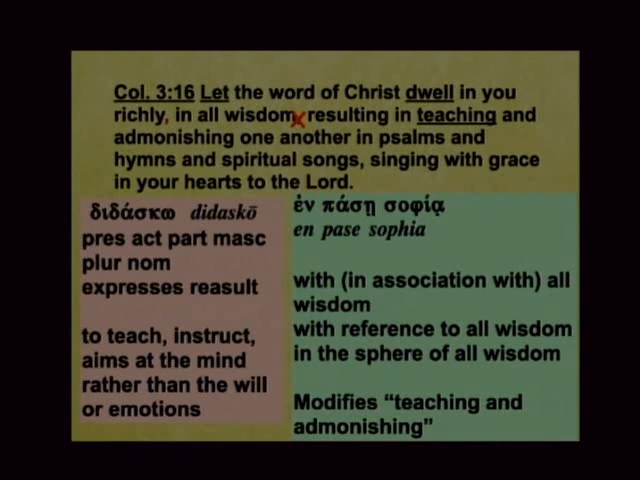 Col. 3:16 Let the word of Christ dwell in you
richly, in all wisdom, resulting in teaching and
admonishing one another in psalms and
hymns and spiritual songs, singing with grace
in your hearts to the Lord.
διδάσκω didaskō
pres act part masc
plur nom
expresses reasult
to teach, instruct,
aims at the mind
rather than the will
or emotions
ἐν πάσῃ σοφίᾳ
en pase sophia
with (in association with) all
wisdom
with reference to all wisdom
in the sphere of all wisdom
Modifies “teaching and
admonishing”